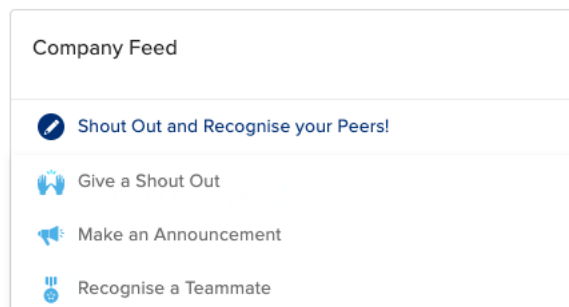 Company Feed
Shout Out and Recognise your Peers!
Give a Shout Out
Make an Announcement
Recognise a Teammate